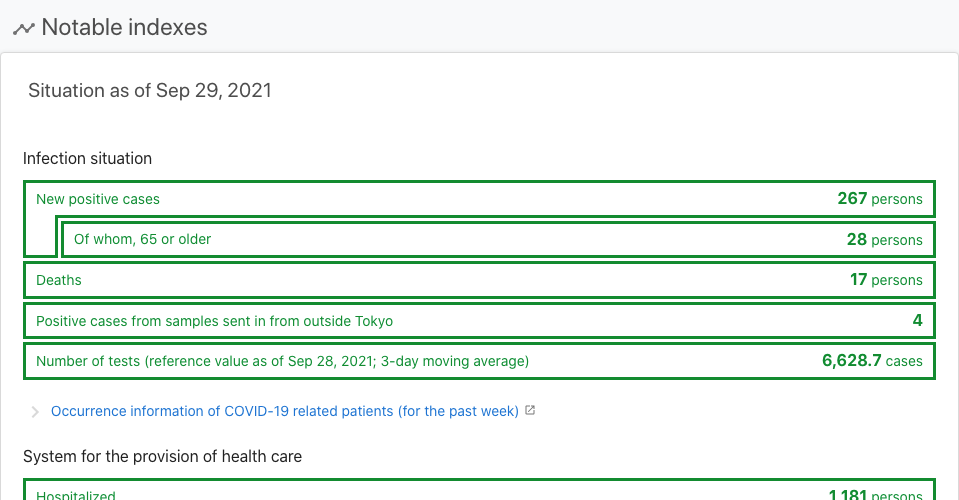 Notable indexes
Situation as of Sep 29, 2021
Infection situation
New positive cases 267 persons
Of whom, 65 or older 28 persons
Deaths 17 persons
Positive cases from samples sent in from outside Tokyo 4
Number of tests (reference value as of Sep 28, 2021; 3-day moving average) 6,628.7 cases
Occurrence information of COVID-19 related patients (for the past week)
System for the provision of health care
Hospitalized 1,181 persons